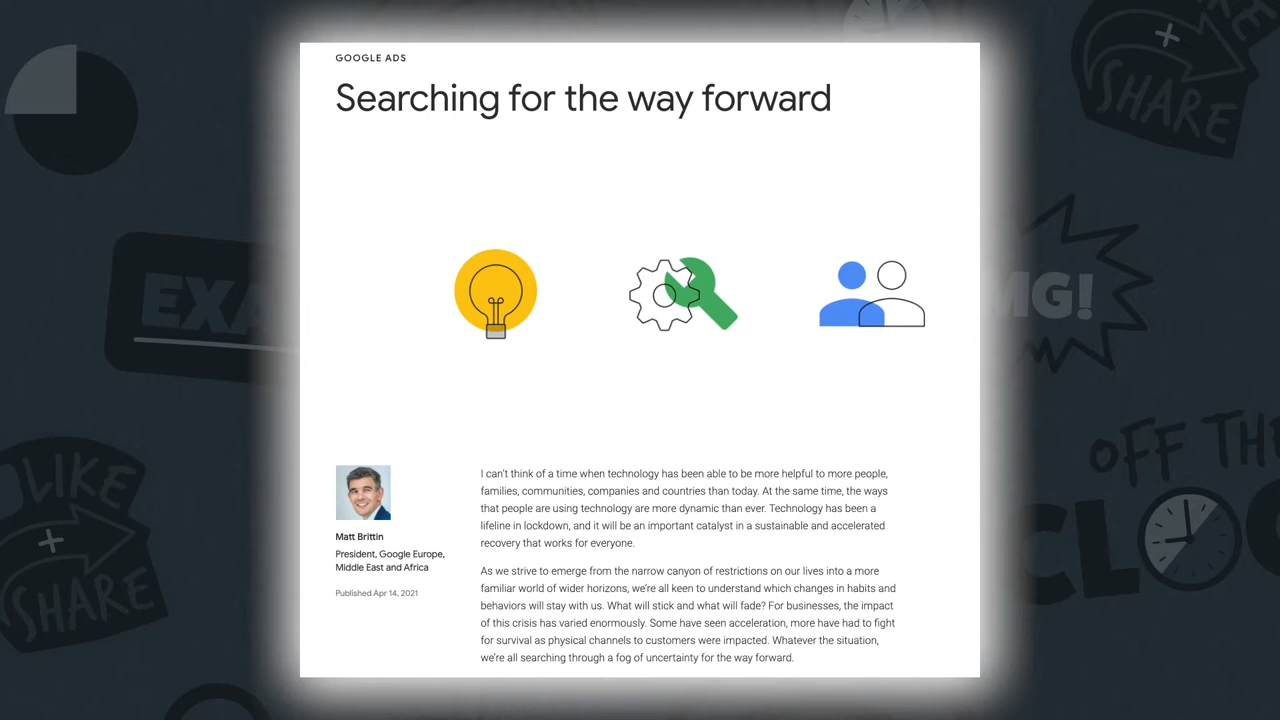 GOOGLE ADS
Searching for the way forward
Matt Brittin
President, Google Europe,
Middle East and Africa
Published Apr 14, 2021
I can't think of a time when technology has been able to be more helpful to more people,
families, communities, companies and countries than today. At the same time, the ways
that people are using technology are more dynamic than ever. Technology has been a
lifeline in lockdown, and it will be an important catalyst in a sustainable and accelerated
recovery that works for everyone.
As we strive to emerge from the narrow canyon of restrictions on our lives into a more
familiar world of wider horizons, we're all keen to understand which changes in habits and
behaviors will stay with us. What will stick and what will fade? For businesses, the impact
of this crisis has varied enormously. Some have seen acceleration, more have had to fight
for survival as physical channels to customers were impacted. Whatever the situation,
we're all searching through a fog of uncertainty for the way forward.
LIKE
SHARE
SHARE
OFF